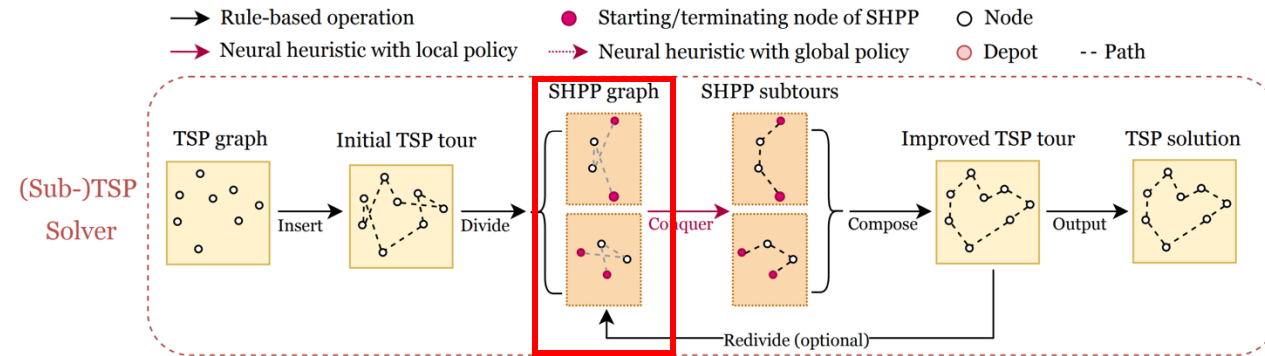 Rule-based operation
Starting/terminating node of SHPP
Node
Neural heuristic with local policy
Neural heuristic with global policy
Depot
Path
(Sub-)TSP
Solver
TSP graph
Insert
Initial TSP tour
Divide
SHPP graph
Conquer
SHPP subtours
Compose
Improved TSP tour
Output
TSP solution
Redivide (optional)